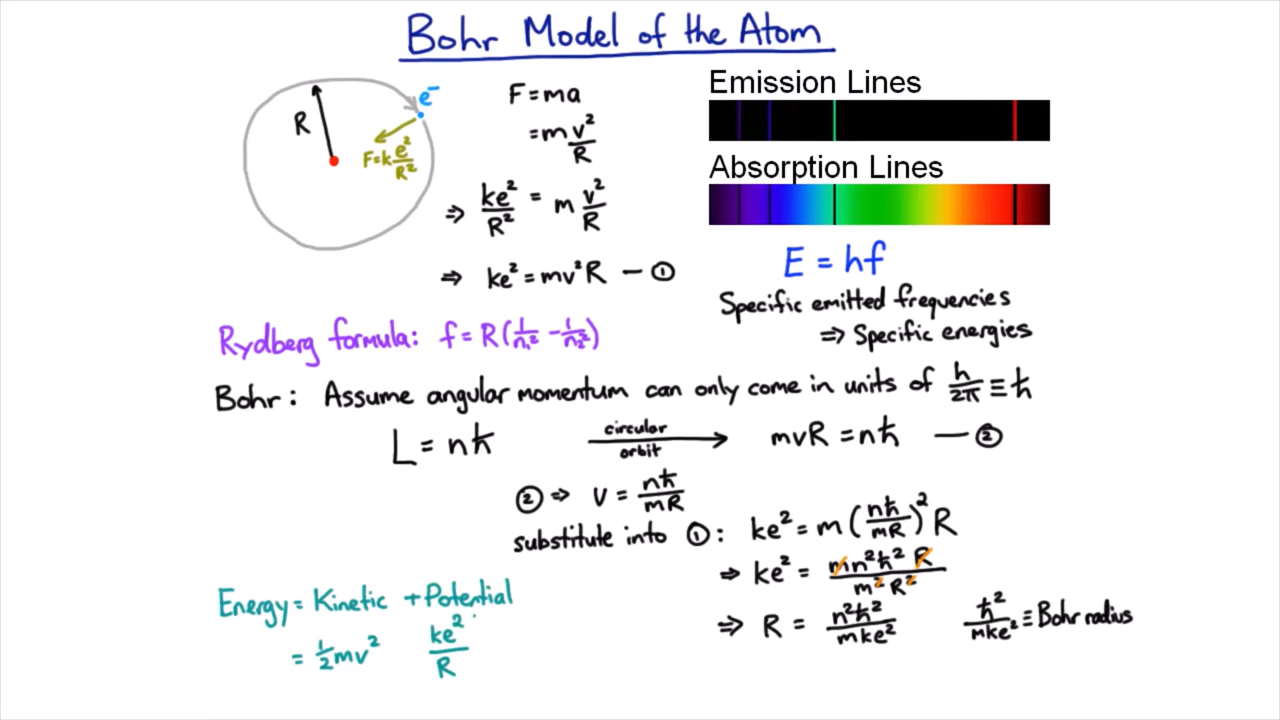 Bohr Model of the Atom
R
e⁻
F=k e²/R²
F=ma
=m v²/R
⇒ ke²/R² = m v²/R
⇒ ke²=mv²R — ①
Emission Lines
Absorption Lines
E = hf
Specific emitted frequencies
⇒ Specific energies
Rydberg formula: f=R(1/n₁² − 1/n₂²)
Bohr: Assume angular momentum can only come in units of h/2π ≡ ħ
L = nħ circular orbit → mvR = nħ — ②
② ⇒ v = nħ/mR
substitute into ①: ke² = m(nħ/mR)² R
⇒ ke² = mn²ħ²R/m²R²
⇒ R = n²ħ²/mke² ħ²/mke² ≡ Bohr radius
Energy = Kinetic + Potential
= ½mv² ke²/R